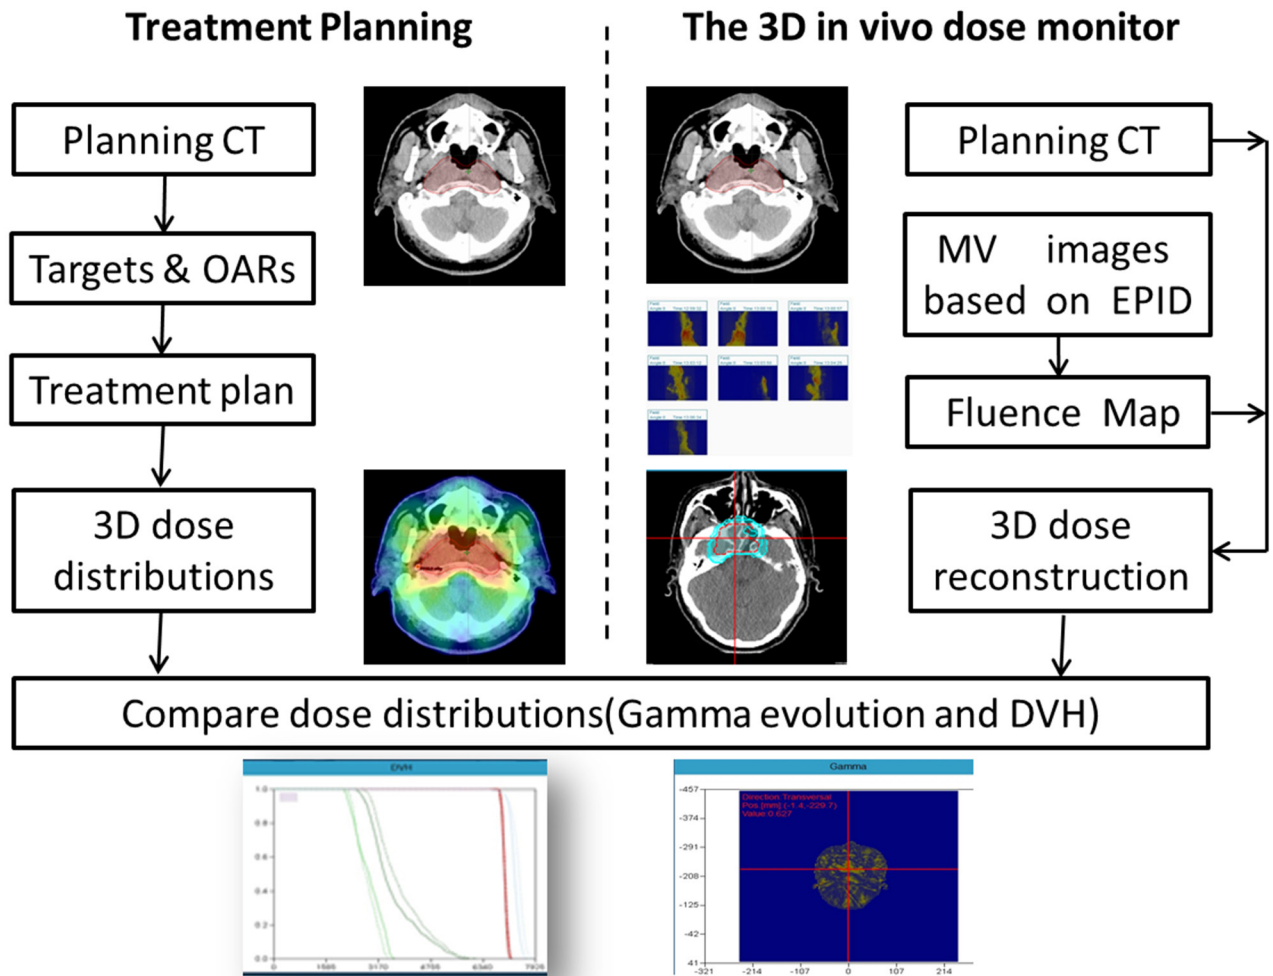 Treatment Planning
The 3D in vivo dose monitor
Planning CT
Targets & OARs
Treatment plan
3D dose
distributions
Planning CT
MV images
based on EPID
Fluence Map
3D dose
reconstruction
Compare dose distributions(Gamma evolution and DVH)
DVH
1.0
0.8
0.6
0.4
0.2
0.0
0 1585 3170 4755 6340 7925
Gamma
Direction Transversal
Pos [mm] (-1.4,-229.7)
Value:0.627
-457
-374
-291
-208
-125
-42
41
-321 -214 -107 0 107 214